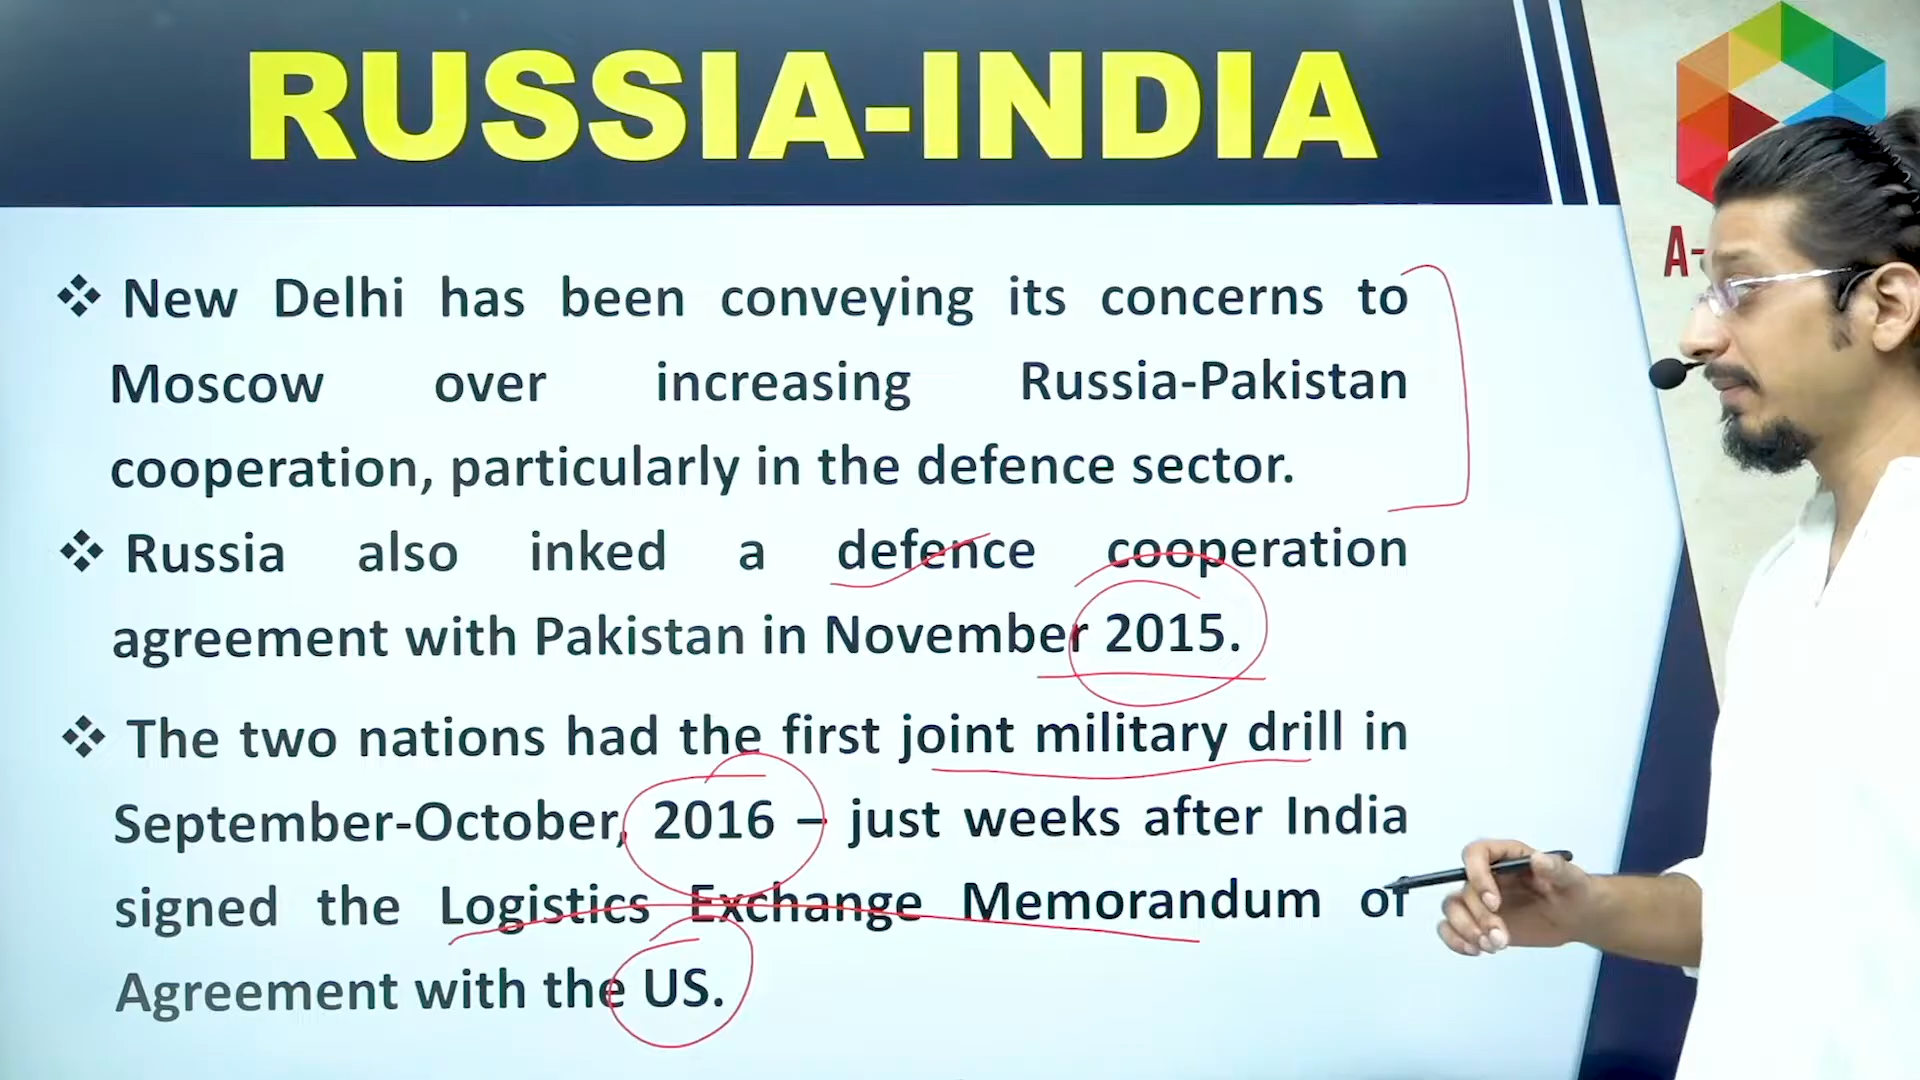 RUSSIA-INDIA
A-
❖ New Delhi has been conveying its concerns to
Moscow over increasing Russia-Pakistan
cooperation, particularly in the defence sector.
❖ Russia also inked a defence cooperation
agreement with Pakistan in November 2015.
❖ The two nations had the first joint military drill in
September-October, 2016 – just weeks after India
signed the Logistics Exchange Memorandum of
Agreement with the US.